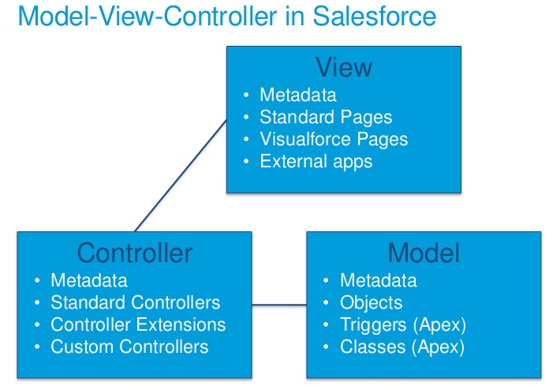 Model-View-Controller in Salesforce
View
• Metadata
• Standard Pages
• Visualforce Pages
• External apps
Controller
• Metadata
• Standard Controllers
• Controller Extensions
• Custom Controllers
Model
• Metadata
• Objects
• Triggers (Apex)
• Classes (Apex)